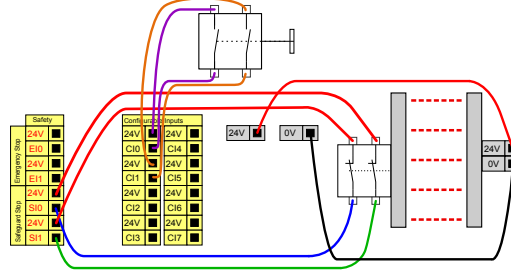 Safety
Emergency Stop
24V
EI0
24V
EI1
Safeguard Stop
24V
SI0
24V
SI1
Configurable Inputs
24V 24V
CI0 CI4
24V 24V
CI1 CI5
24V 24V
CI2 CI6
24V 24V
CI3 CI7
24V
0V
24V
0V